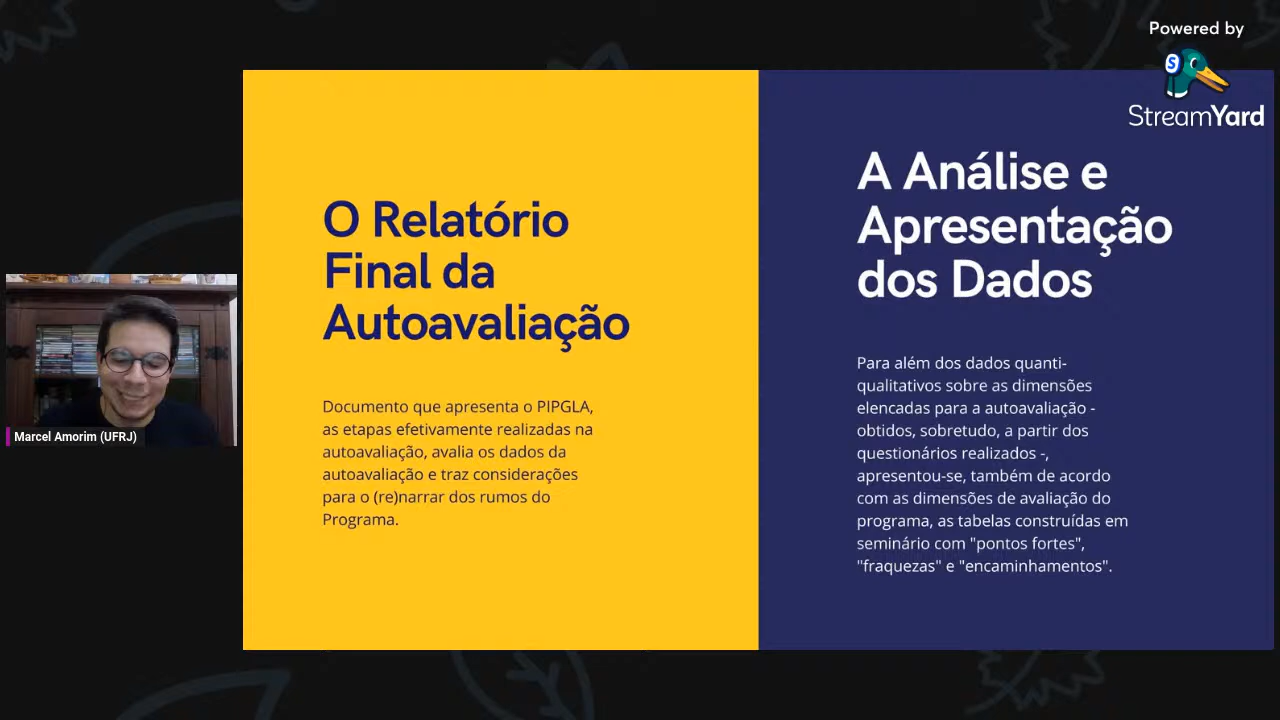 Powered by
StreamYard
O Relatório
Final da
Autoavaliação
Documento que apresenta o PIPGLA,
as etapas efetivamente realizadas na
autoavaliação, avalia os dados da
autoavaliação e traz considerações
para o (re)narrar dos rumos do
Programa.
A Análise e
Apresentação
dos Dados
Para além dos dados quanti-
qualitativos sobre as dimensões
elencadas para a autoavaliação -
obtidos, sobretudo, a partir dos
questionários realizados -,
apresentou-se, também de acordo
com as dimensões de avaliação do
programa, as tabelas construídas em
seminário com "pontos fortes",
"fraquezas" e "encaminhamentos".
Marcel Amorim (UFRJ)